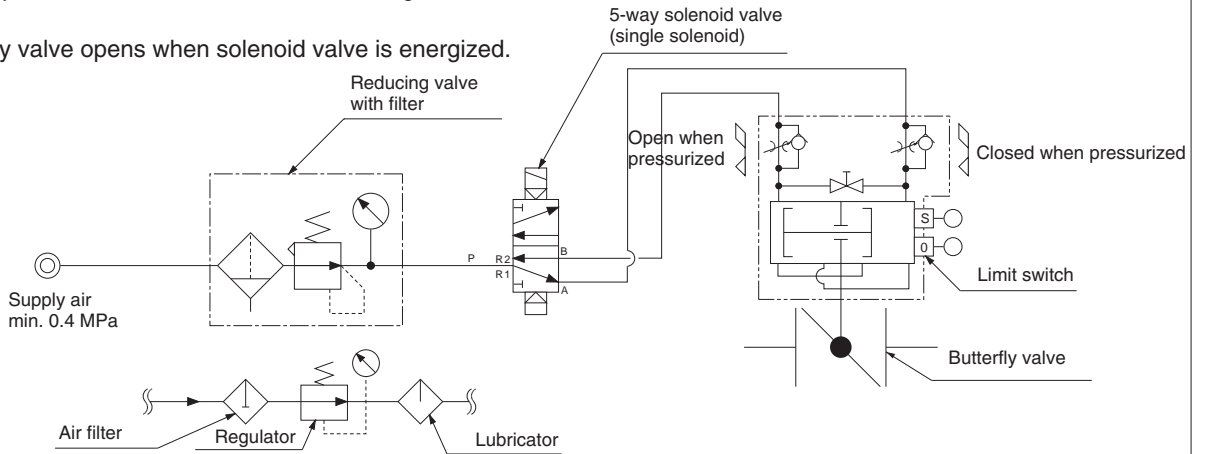 5-way solenoid valve
(single solenoid)
valve opens when solenoid valve is energized.
Reducing valve
with filter
Open when
pressurized
Closed when pressurized
P
R2
R1
B
A
S
0
Limit switch
Supply air
min. 0.4 MPa
Butterfly valve
Air filter
Regulator
Lubricator